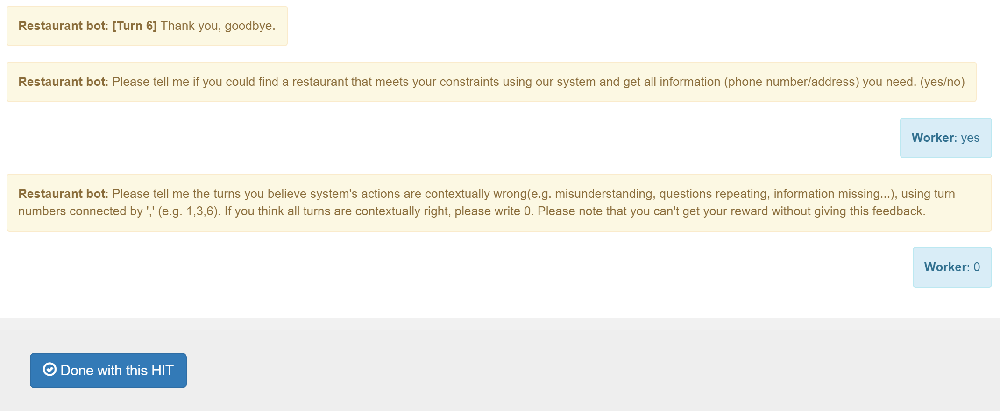 Restaurant bot: [Turn 6] Thank you, goodbye.
Restaurant bot: Please tell me if you could find a restaurant that meets your constraints using our system and get all information (phone number/address) you need. (yes/no)
Worker: yes
Restaurant bot: Please tell me the turns you believe system's actions are contextually wrong(e.g. misunderstanding, questions repeating, information missing...), using turn
numbers connected by ',' (e.g. 1,3,6). If you think all turns are contextually right, please write 0. Please note that you can't get your reward without giving this feedback.
Worker: 0
Done with this HIT